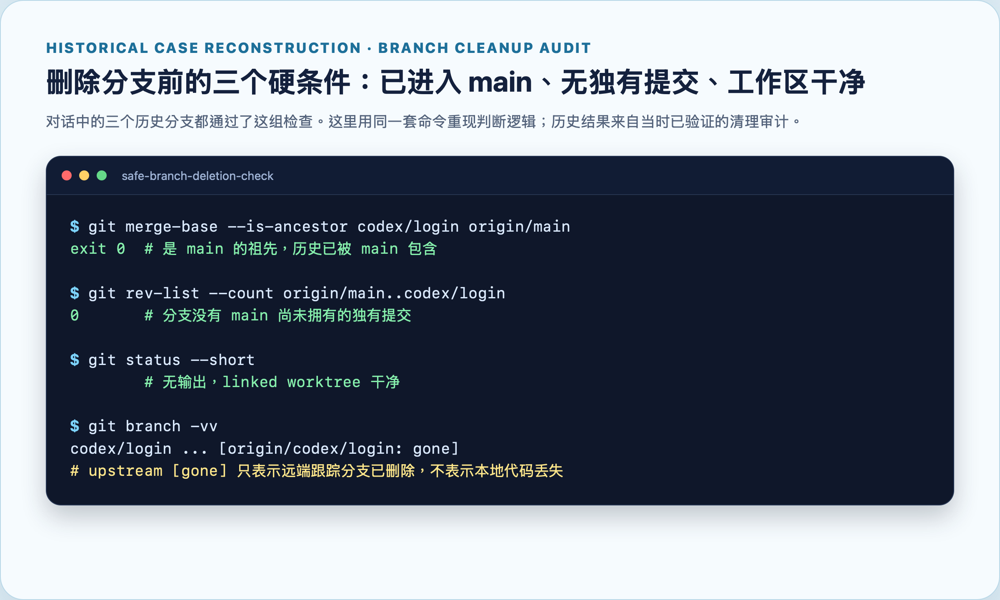 HISTORICAL CASE RECONSTRUCTION · BRANCH CLEANUP AUDIT
删除分支前的三个硬条件：已进入 main、无独有提交、工作区干净
对话中的三个历史分支都通过了这组检查。这里用同一套命令重现判断逻辑；历史结果来自当时已验证的清理审计。
safe-branch-deletion-check
$ git merge-base --is-ancestor codex/login origin/main
exit 0  # 是 main 的祖先，历史已被 main 包含
$ git rev-list --count origin/main..codex/login
0       # 分支没有 main 尚未拥有的独有提交
$ git status --short
# 无输出，linked worktree 干净
$ git branch -vv
codex/login ... [origin/codex/login: gone]
# upstream [gone] 只表示远端跟踪分支已删除，不表示本地代码丢失